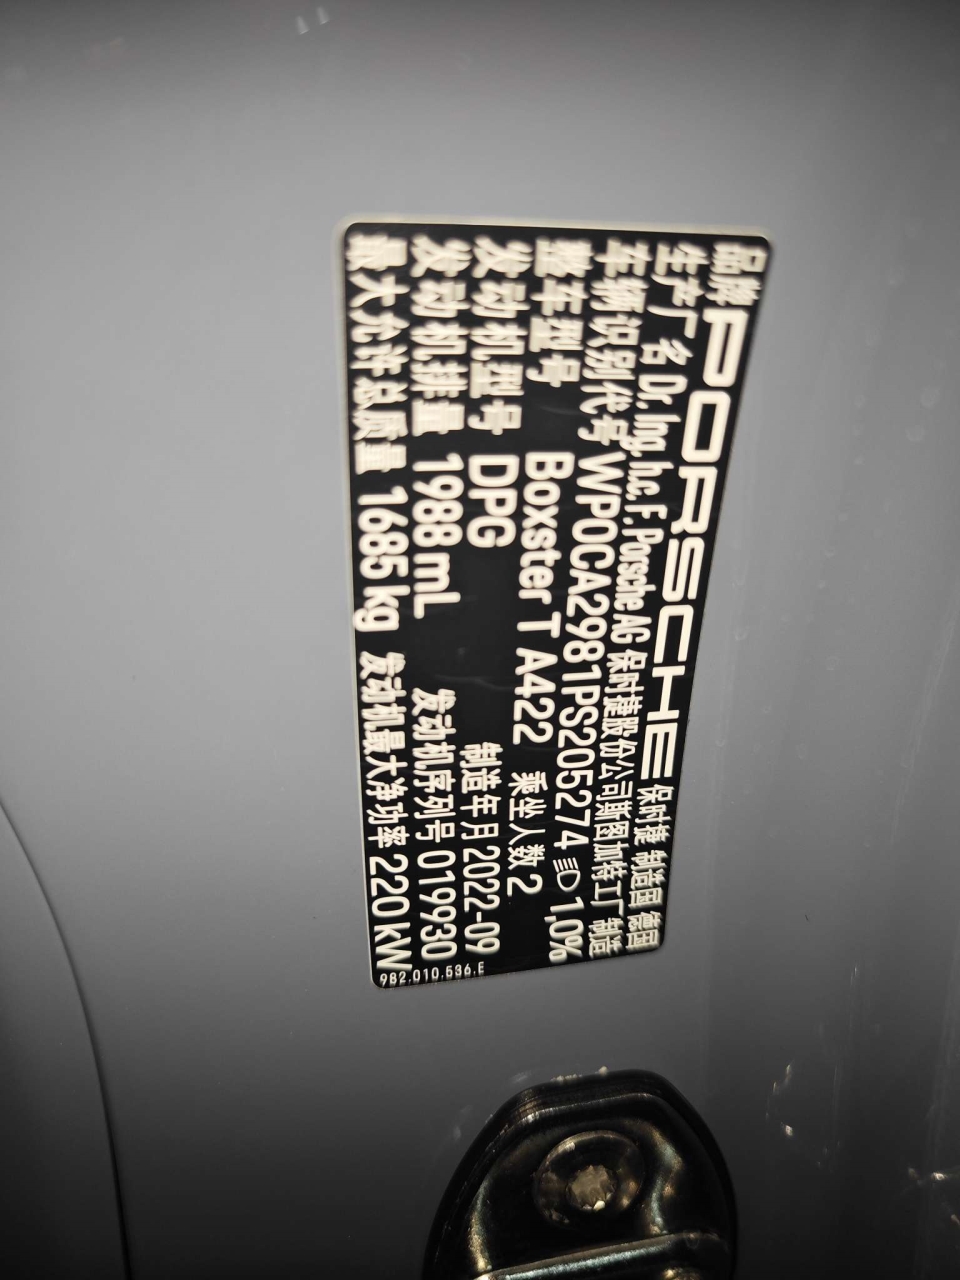 品牌 PORSCHE 保时捷 制造国 德国
生产厂名 Dr. Ing. h.c. F. Porsche AG 保时捷股份公司斯图加特工厂 制造
车辆识别代号 WP0CA2981PS205274 1,0%
整车型号 Boxster T A422 乘坐人数 2
发动机型号 DPG 制造年月 2022-09
发动机排量 1988 mL 发动机序列号 019930
最大允许总质量 1685 kg 发动机最大净功率 220 kW
982.010.536.E